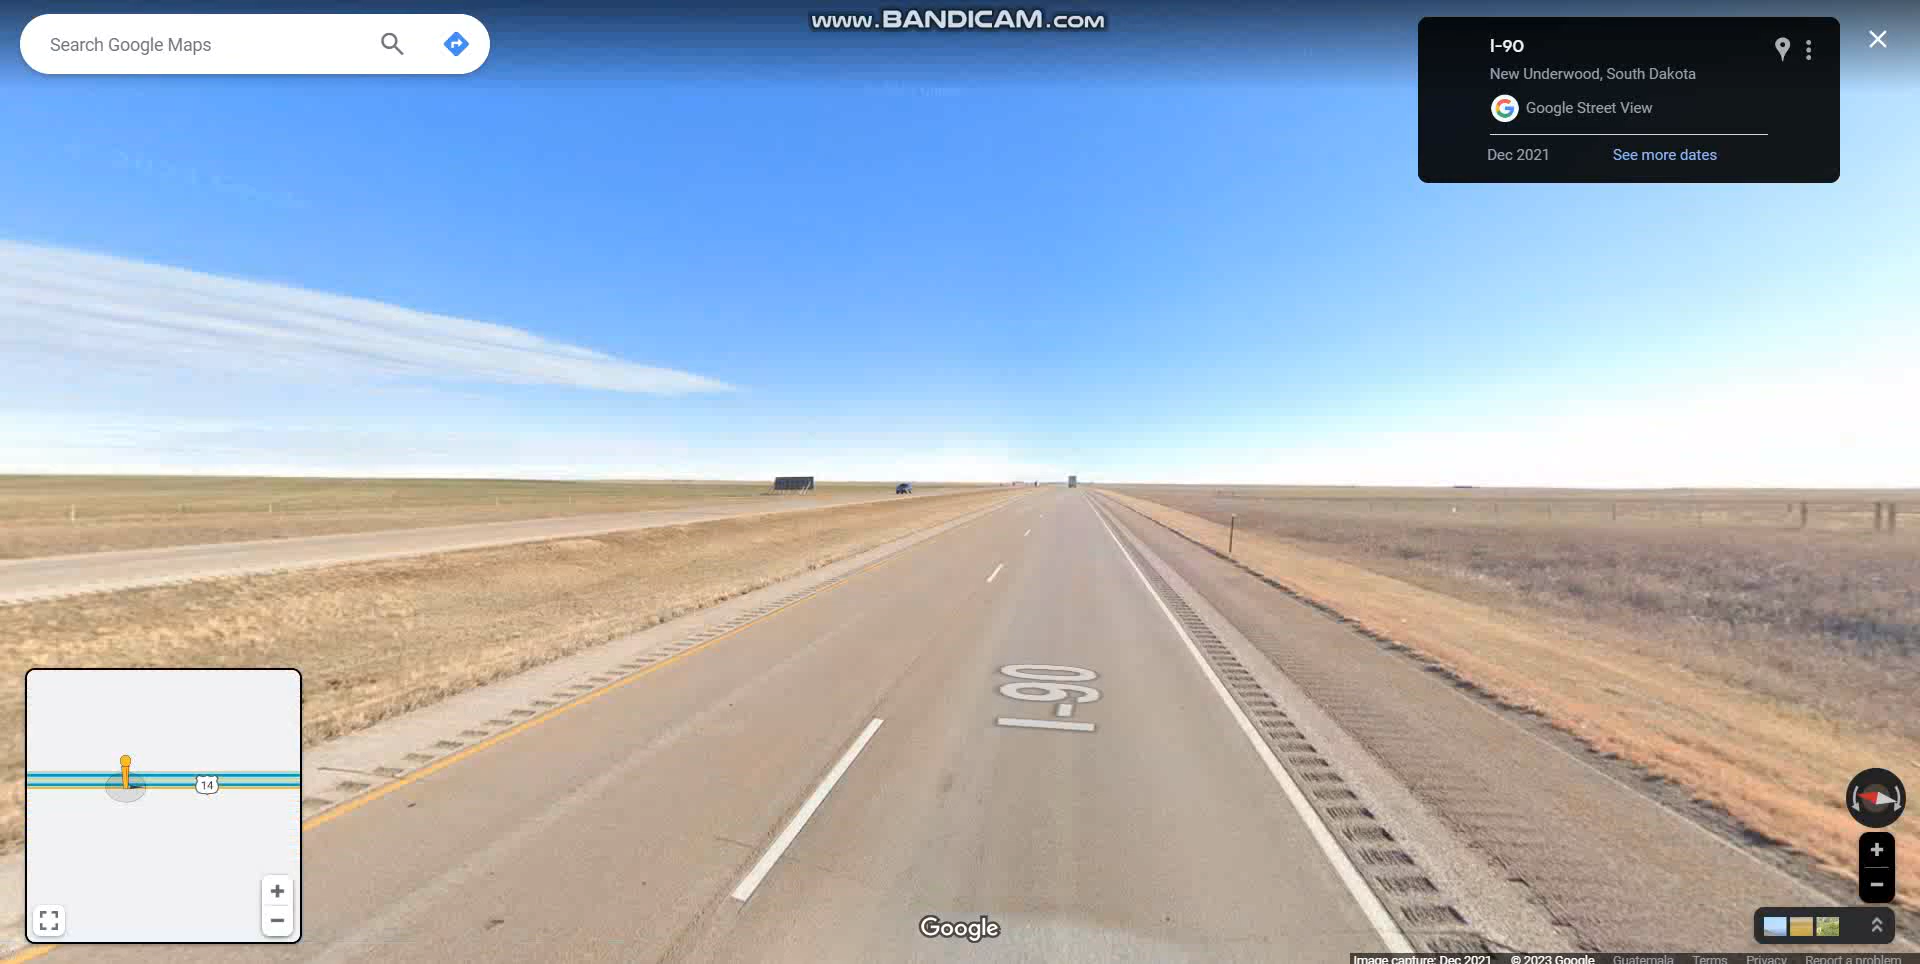 www.BANDICAM.com
Search Google Maps
I-90
New Underwood, South Dakota
Google Street View
Dec 2021
See more dates
I-90
14
Google
Image capture: Dec 2021 © 2023 Google Guatemala Terms Privacy Report a problem